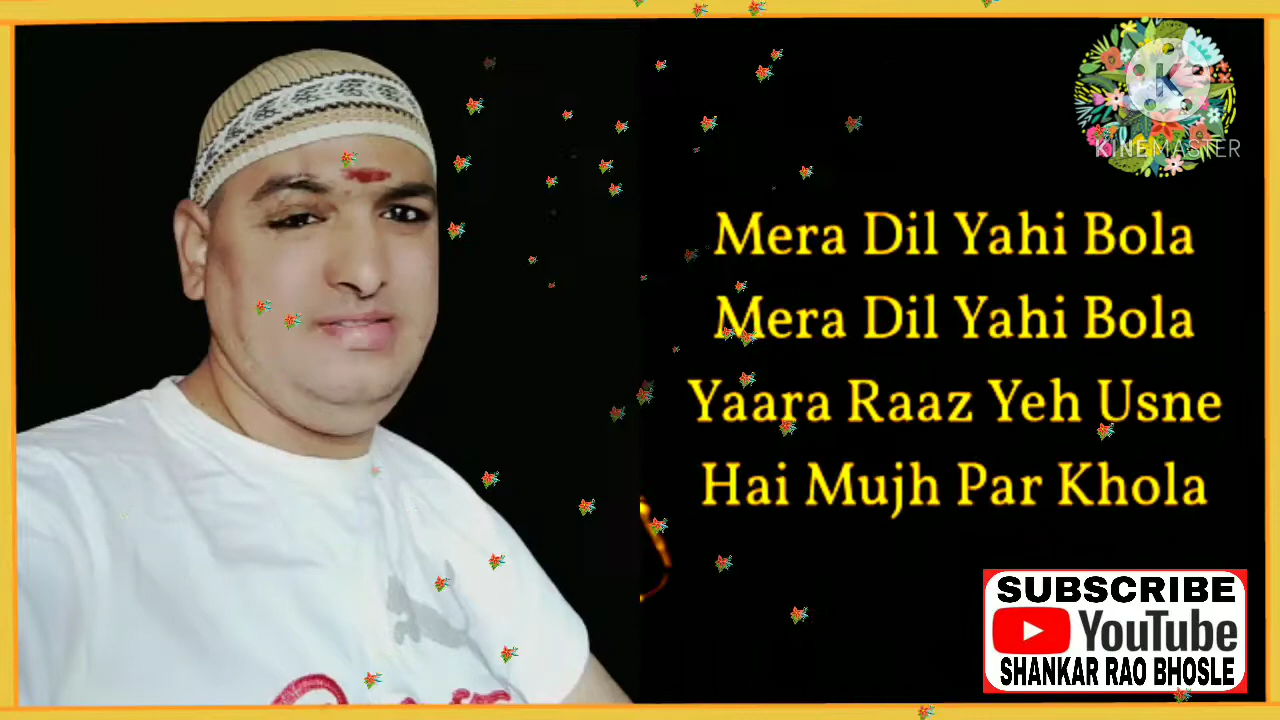 K
KINEMASTER
Mera Dil Yahi Bola
Mera Dil Yahi Bola
Yaara Raaz Yeh Usne
Hai Mujh Par Khola
SUBSCRIBE
YouTube
SHANKAR RAO BHOSLE